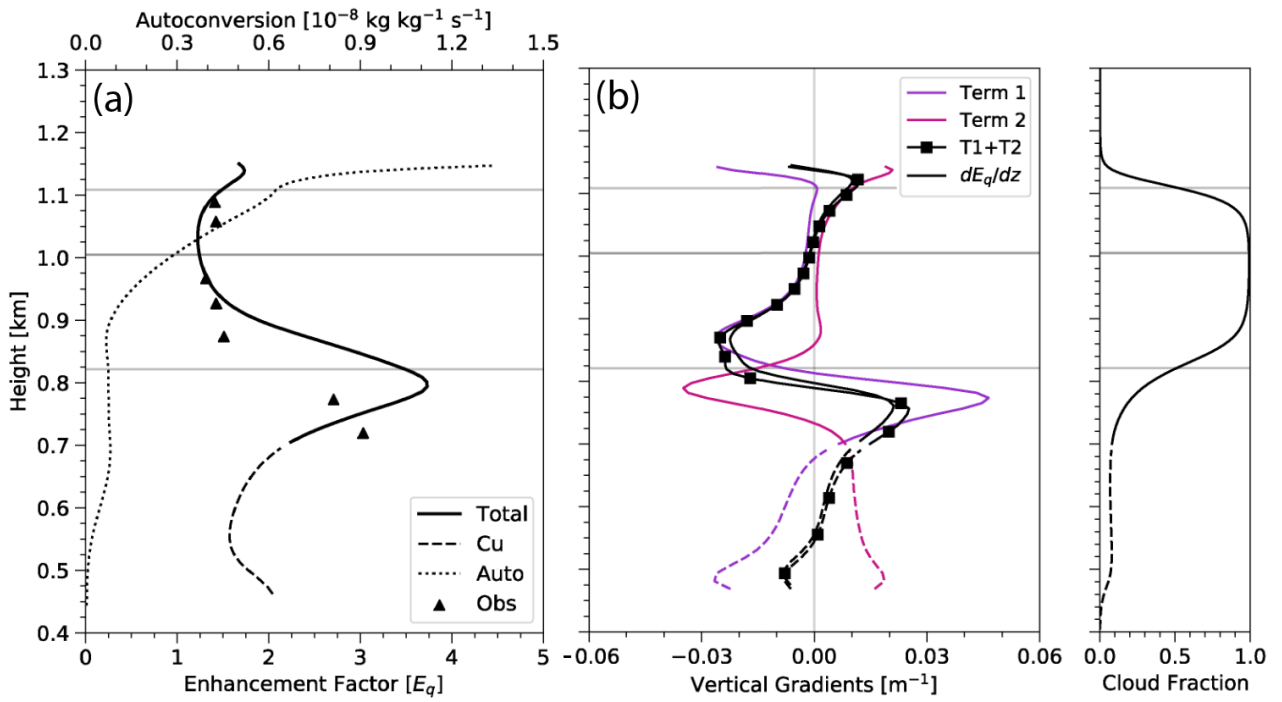 Autoconversion [10⁻⁸ kg kg⁻¹ s⁻¹]
0.0 0.3 0.6 0.9 1.2 1.5
(a)
1.3
1.2
1.1
1.0
0.9
0.8
0.7
0.6
0.5
0.4
Height [km]
Total
Cu
Auto
Obs
0 1 2 3 4 5
Enhancement Factor [E_q]
(b)
Term 1
Term 2
T1+T2
dE_q/dz
-0.06 -0.03 0.00 0.03 0.06
Vertical Gradients [m⁻¹]
0.0 0.5 1.0
Cloud Fraction